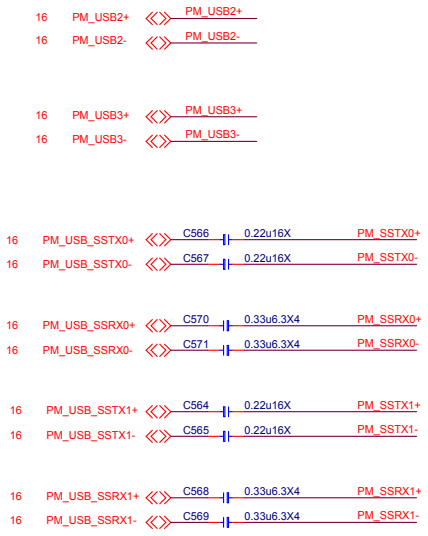 16 PM_USB2+ PM_USB2+
16 PM_USB2- PM_USB2-
16 PM_USB3+ PM_USB3+
16 PM_USB3- PM_USB3-
16 PM_USB_SSTX0+ C566 0.22u16X PM_SSTX0+
16 PM_USB_SSTX0- C567 0.22u16X PM_SSTX0-
16 PM_USB_SSRX0+ C570 0.33u6.3X4 PM_SSRX0+
16 PM_USB_SSRX0- C571 0.33u6.3X4 PM_SSRX0-
16 PM_USB_SSTX1+ C564 0.22u16X PM_SSTX1+
16 PM_USB_SSTX1- C565 0.22u16X PM_SSTX1-
16 PM_USB_SSRX1+ C568 0.33u6.3X4 PM_SSRX1+
16 PM_USB_SSRX1- C569 0.33u6.3X4 PM_SSRX1-